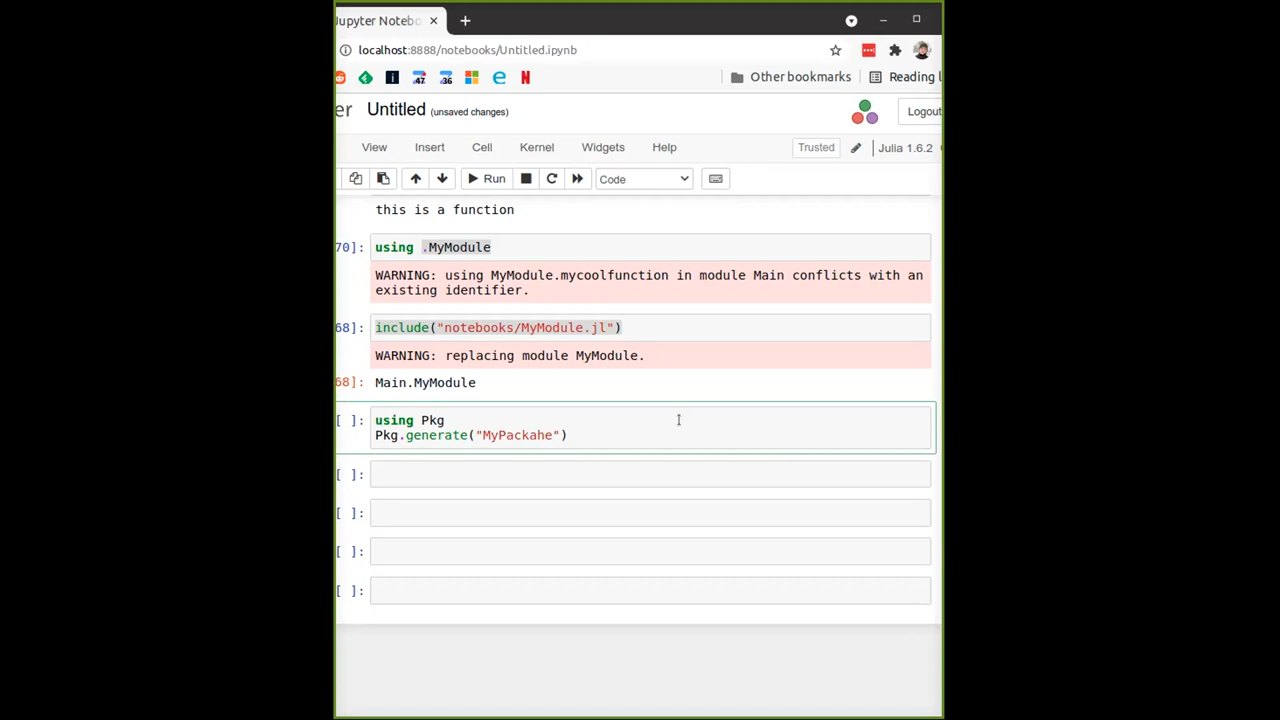 Jupyter Notebo
localhost:8888/notebooks/Untitled.ipynb
47
36
Other bookmarks
Reading l
er Untitled (unsaved changes)
Logout
View Insert Cell Kernel Widgets Help
Trusted
Julia 1.6.2
Run
Code
this is a function
70]: using .MyModule
WARNING: using MyModule.mycoolfunction in module Main conflicts with an
existing identifier.
68]: include("notebooks/MyModule.jl")
WARNING: replacing module MyModule.
68]: Main.MyModule
[ ]: using Pkg
Pkg.generate("MyPackahe")
[ ]:
[ ]:
[ ]:
[ ]: